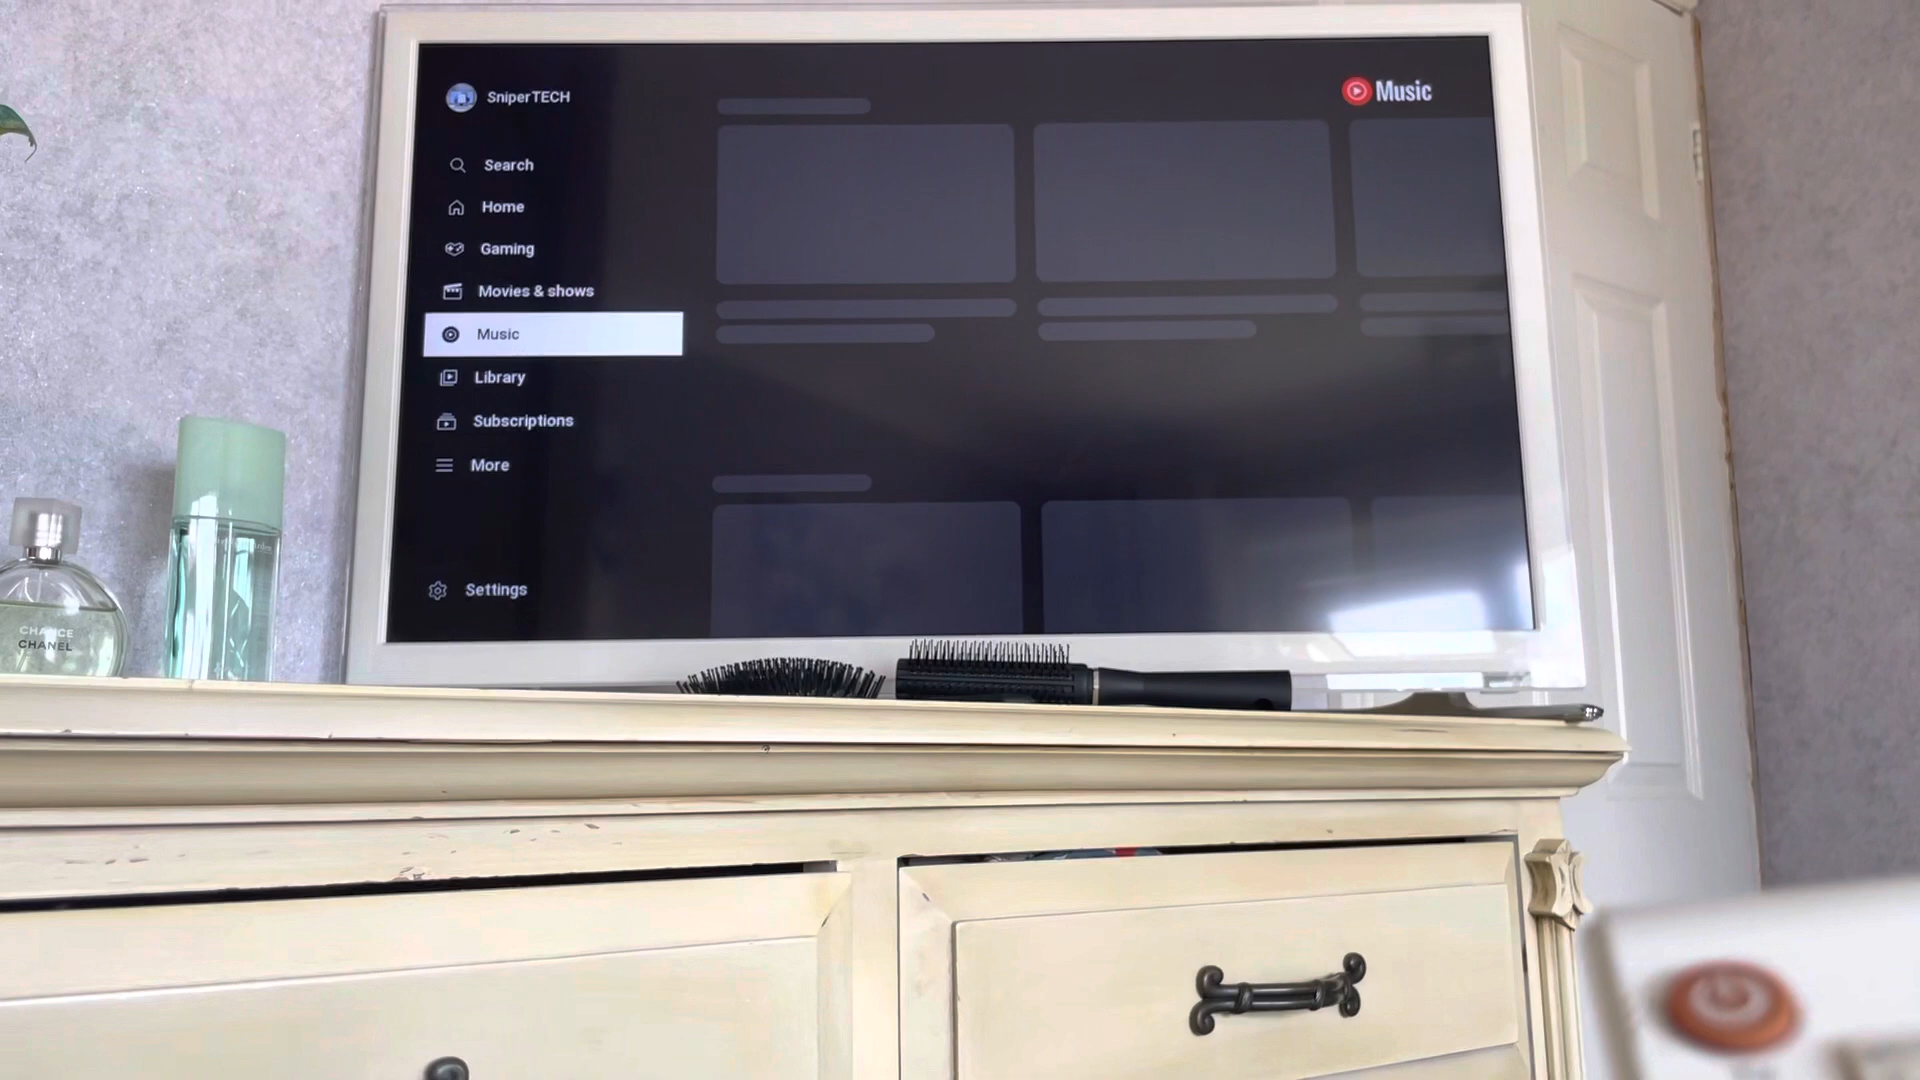 SniperTECH
Music
Search
Home
Gaming
Movies & shows
Music
Library
Subscriptions
More
Settings
CHANCE
CHANEL